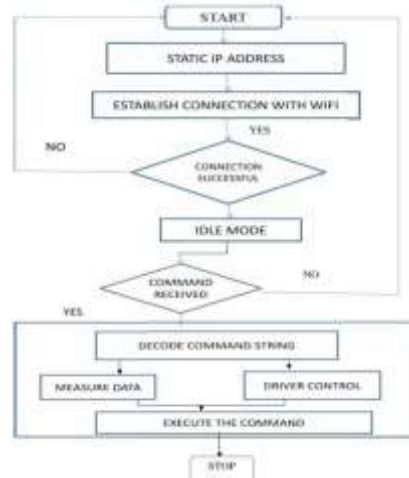 START
STATIC iP ADDRESS
ESTABLISH CONNECTION WITH WIFI
YES
NO
CONNECTION
SUCCESSFUL
IDLE MODE
NO
COMMAND
RECEIVED
YES
DECODE COMMAND STRING
MEASURE DATA
DRIVER CONTROL
EXECUTE THE COMMAND
STOP